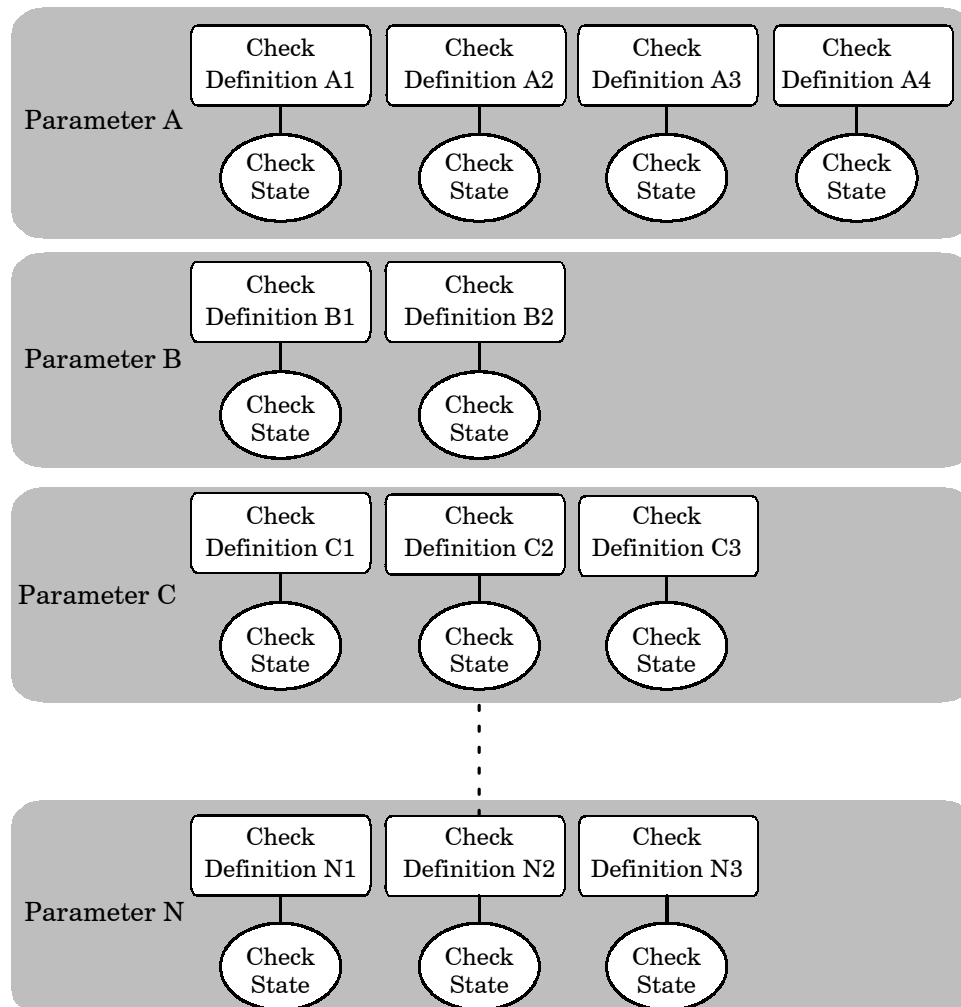 Check
Definition A1
Check
Definition A2
Check
Definition A3
Check
Definition A4
Parameter A
Check
State
Check
State
Check
State
Check
State
Check
Definition B1
Check
Definition B2
Parameter B
Check
State
Check
State
Check
Definition C1
Check
Definition C2
Check
Definition C3
Parameter C
Check
State
Check
State
Check
State
Check
Definition N1
Check
Definition N2
Check
Definition N3
Parameter N
Check
State
Check
State
Check
State